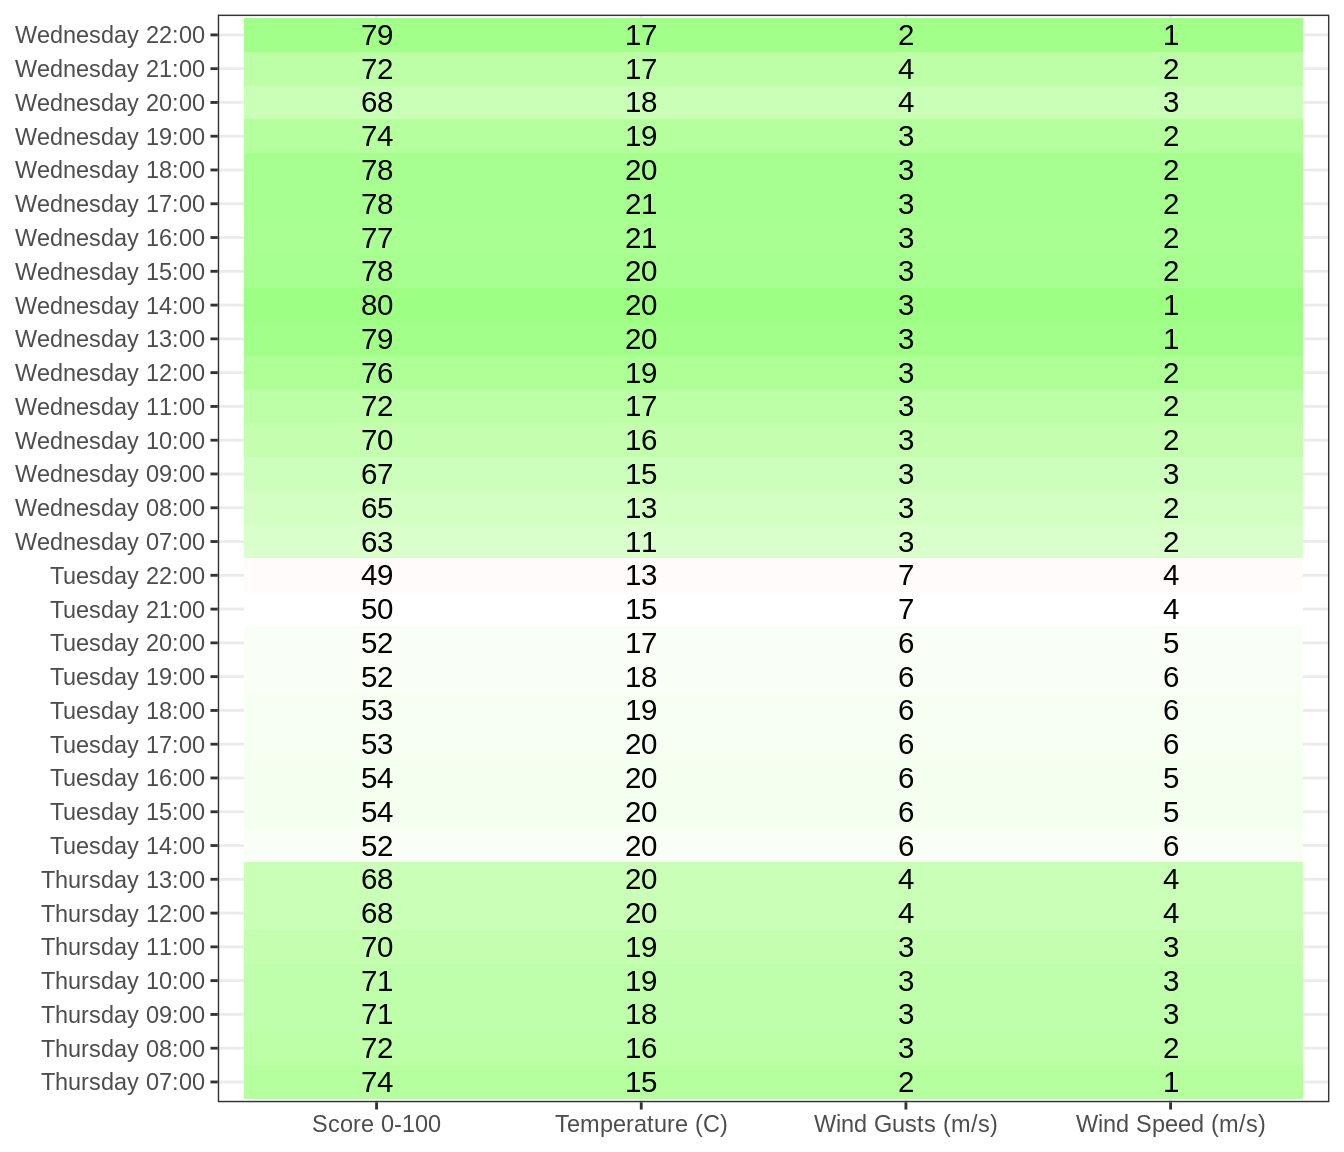 Wednesday 22:00 79 17 2 1
Wednesday 21:00 72 17 4 2
Wednesday 20:00 68 18 4 3
Wednesday 19:00 74 19 3 2
Wednesday 18:00 78 20 3 2
Wednesday 17:00 78 21 3 2
Wednesday 16:00 77 21 3 2
Wednesday 15:00 78 20 3 2
Wednesday 14:00 80 20 3 1
Wednesday 13:00 79 20 3 1
Wednesday 12:00 76 19 3 2
Wednesday 11:00 72 17 3 2
Wednesday 10:00 70 16 3 2
Wednesday 09:00 67 15 3 3
Wednesday 08:00 65 13 3 2
Wednesday 07:00 63 11 3 2
Tuesday 22:00 49 13 7 4
Tuesday 21:00 50 15 7 4
Tuesday 20:00 52 17 6 5
Tuesday 19:00 52 18 6 6
Tuesday 18:00 53 19 6 6
Tuesday 17:00 53 20 6 6
Tuesday 16:00 54 20 6 5
Tuesday 15:00 54 20 6 5
Tuesday 14:00 52 20 6 6
Thursday 13:00 68 20 4 4
Thursday 12:00 68 20 4 4
Thursday 11:00 70 19 3 3
Thursday 10:00 71 19 3 3
Thursday 09:00 71 18 3 3
Thursday 08:00 72 16 3 2
Thursday 07:00 74 15 2 1
Score 0-100 Temperature (C) Wind Gusts (m/s) Wind Speed (m/s)